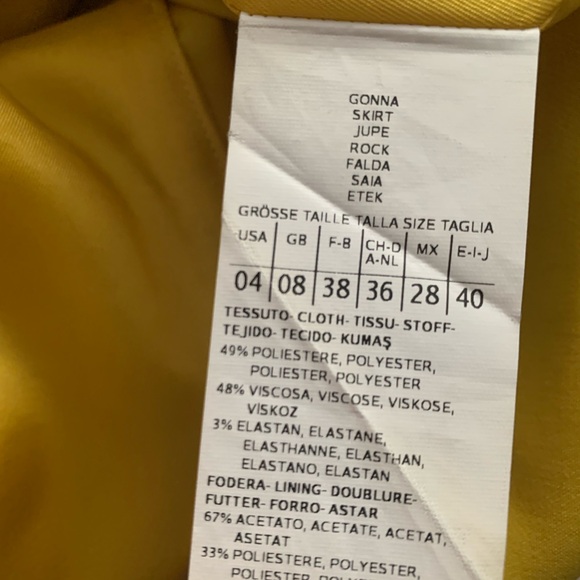 GONNA
SKIRT
JUPE
ROCK
FALDA
SAIA
ETEK
GRÖSSE TAILLE TALLA SIZE TAGLIA
USA GB F-B CH-D A-NL MX E-I-J
04 08 38 36 28 40
TESSUTO- CLOTH- TISSU- STOFF-
TEJIDO- TECIDO- KUMAŞ
49% POLIESTERE, POLYESTER,
POLIESTER, POLYESTER
48% VISCOSA, VISCOSE, VISKOSE,
VİSKOZ
3% ELASTAN, ELASTANE,
ELASTHANNE, ELASTHAN,
ELASTANO, ELASTAN
FODERA- LINING- DOUBLURE-
FUTTER- FORRO- ASTAR
67% ACETATO, ACETATE, ACETAT,
ASETAT
33% POLIESTERE, POLYESTER,
POLIESTER, POLYESTER